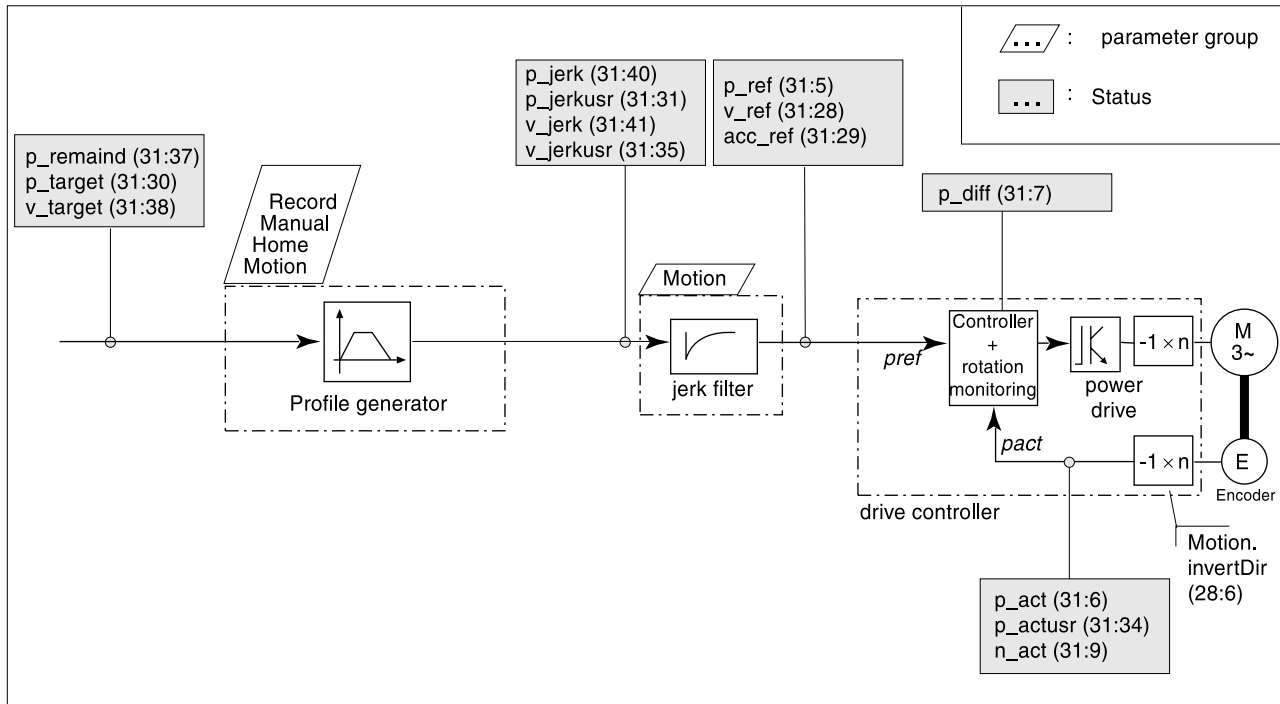 ... : parameter group
... : Status
p_remaind (31:37)
p_target (31:30)
v_target (31:38)
Record
Manual
Home
Motion
p_jerk (31:40)
p_jerkusr (31:31)
v_jerk (31:41)
v_jerkusr (31:35)
p_ref (31:5)
v_ref (31:28)
acc_ref (31:29)
p_diff (31:7)
Profile generator
Motion
jerk filter
pref
Controller
+
rotation
monitoring
power
drive
-1 × n
M
3~
pact
-1 × n
E
Encoder
drive controller
Motion.
invertDir
(28:6)
p_act (31:6)
p_actusr (31:34)
n_act (31:9)